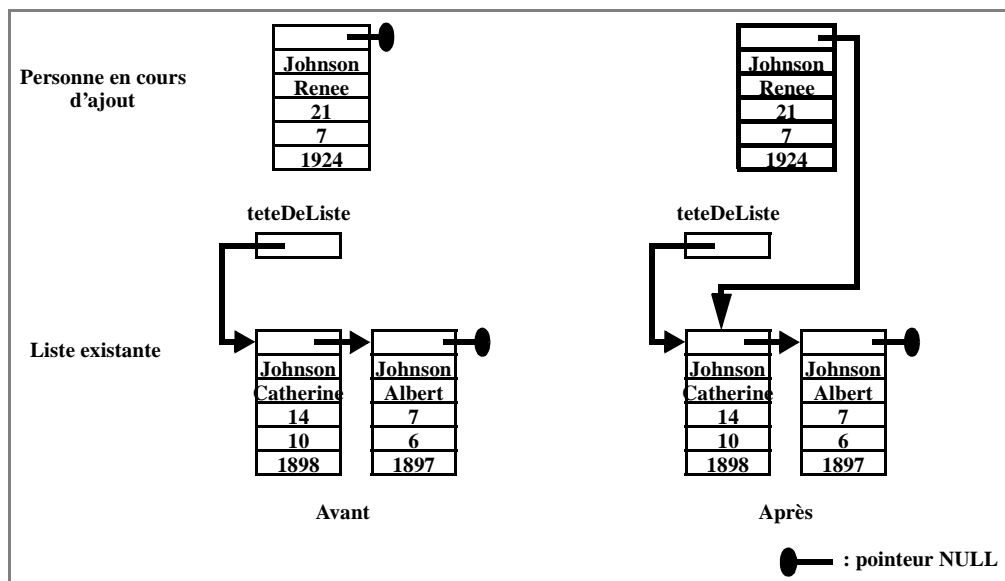 Personne en cours
d'ajout
Johnson
Renee
21
7
1924
Johnson
Renee
21
7
1924
teteDeListe
teteDeListe
Liste existante
Johnson
Catherine
14
10
1898
Johnson
Albert
7
6
1897
Johnson
Catherine
14
10
1898
Johnson
Albert
7
6
1897
Avant
Après
: pointeur NULL